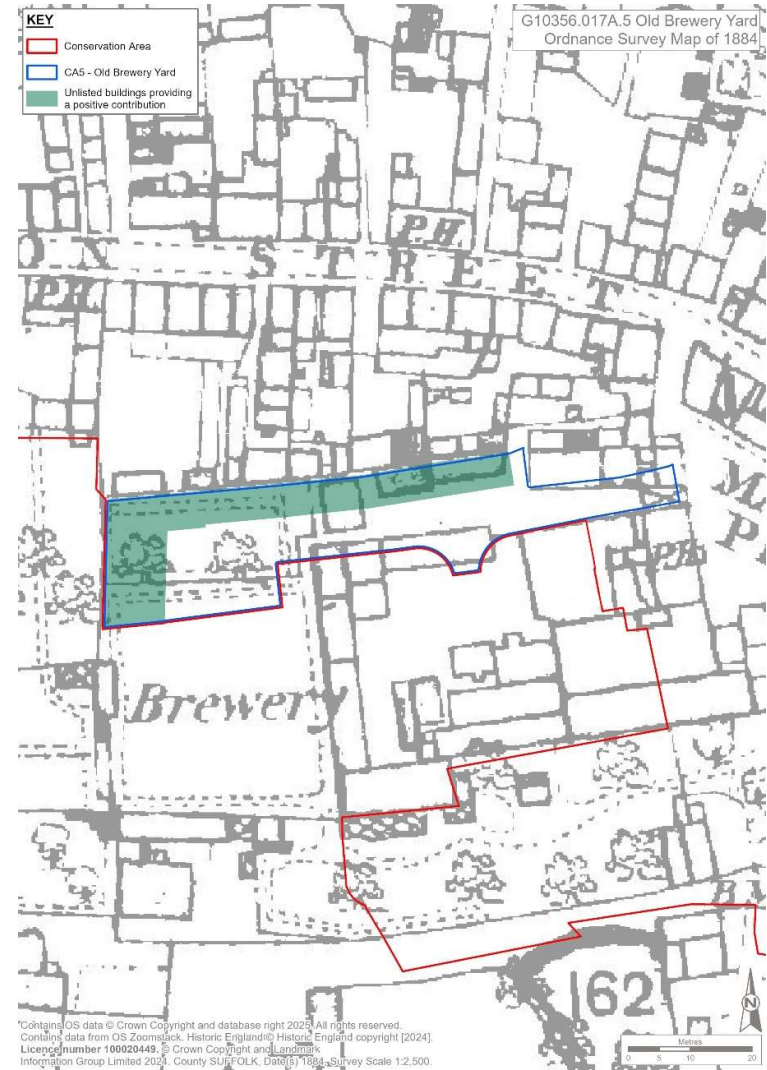 KEY
Conservation Area
CA5 - Old Brewery Yard
Unlisted buildings providing
a positive contribution
G10356.017A.5 Old Brewery Yard
Ordnance Survey Map of 1884
P.H.
ON STREET
P.H.
P.H.
Brewery
162
N
Metres
0 5 10 20
Contains OS data © Crown Copyright and database right 2025. All rights reserved.
Contains data from OS Zoomstack. Historic England© Historic England copyright [2024].
Licence number 100020449. © Crown Copyright and Landmark
Information Group Limited 2024. County SUFFOLK, Date(s) 1884, Survey Scale 1:2,500.